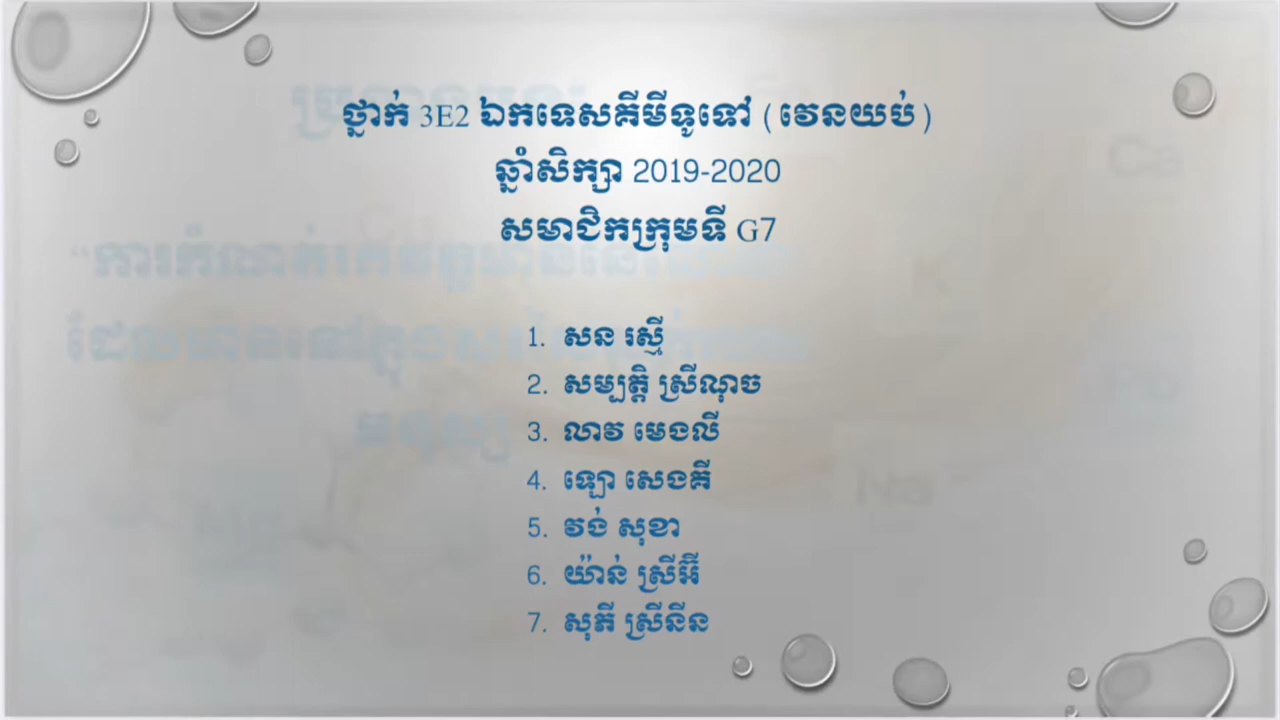 ថ្នាក់ 3E2 ឯកទេសគីមីទូទៅ (វេនយប់)
ឆ្នាំសិក្សា 2019-2020
សមាជិកក្រុមទី G7
1. សន រស្មី
2. សម្បត្តិ ស្រីណុច
3. លាវ មេងលី
4. ឡោ សេងគី
5. វង់ សុខា
6. យ៉ាន់ ស្រីអ៊ី
7. សុភី ស្រីនីន